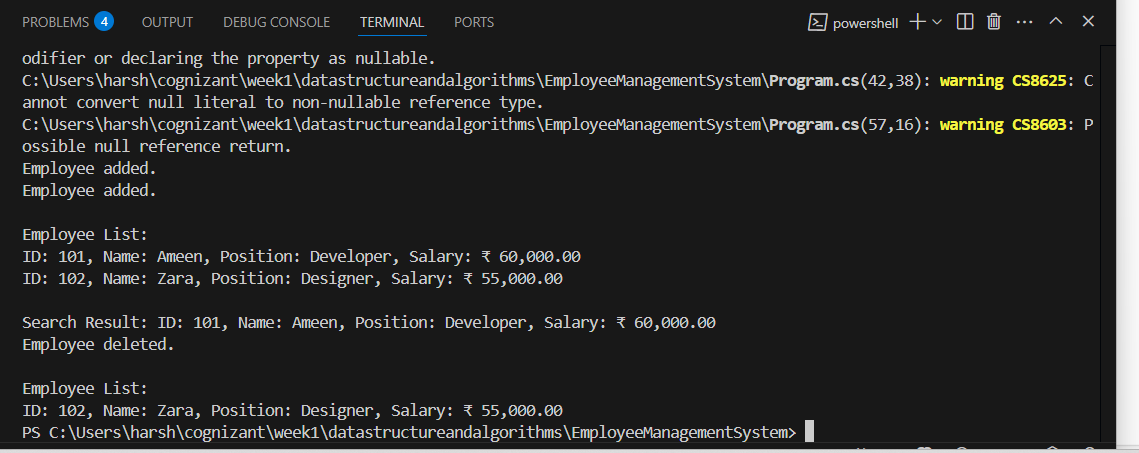 PROBLEMS 4 OUTPUT DEBUG CONSOLE TERMINAL PORTS powershell
odifier or declaring the property as nullable.
C:\Users\harsh\cognizant\week1\datastructureandalgorithms\EmployeeManagementSystem\Program.cs(42,38): warning CS8625: C
annot convert null literal to non-nullable reference type.
C:\Users\harsh\cognizant\week1\datastructureandalgorithms\EmployeeManagementSystem\Program.cs(57,16): warning CS8603: P
ossible null reference return.
Employee added.
Employee added.
Employee List:
ID: 101, Name: Ameen, Position: Developer, Salary: ₹ 60,000.00
ID: 102, Name: Zara, Position: Designer, Salary: ₹ 55,000.00
Search Result: ID: 101, Name: Ameen, Position: Developer, Salary: ₹ 60,000.00
Employee deleted.
Employee List:
ID: 102, Name: Zara, Position: Designer, Salary: ₹ 55,000.00
PS C:\Users\harsh\cognizant\week1\datastructureandalgorithms\EmployeeManagementSystem>